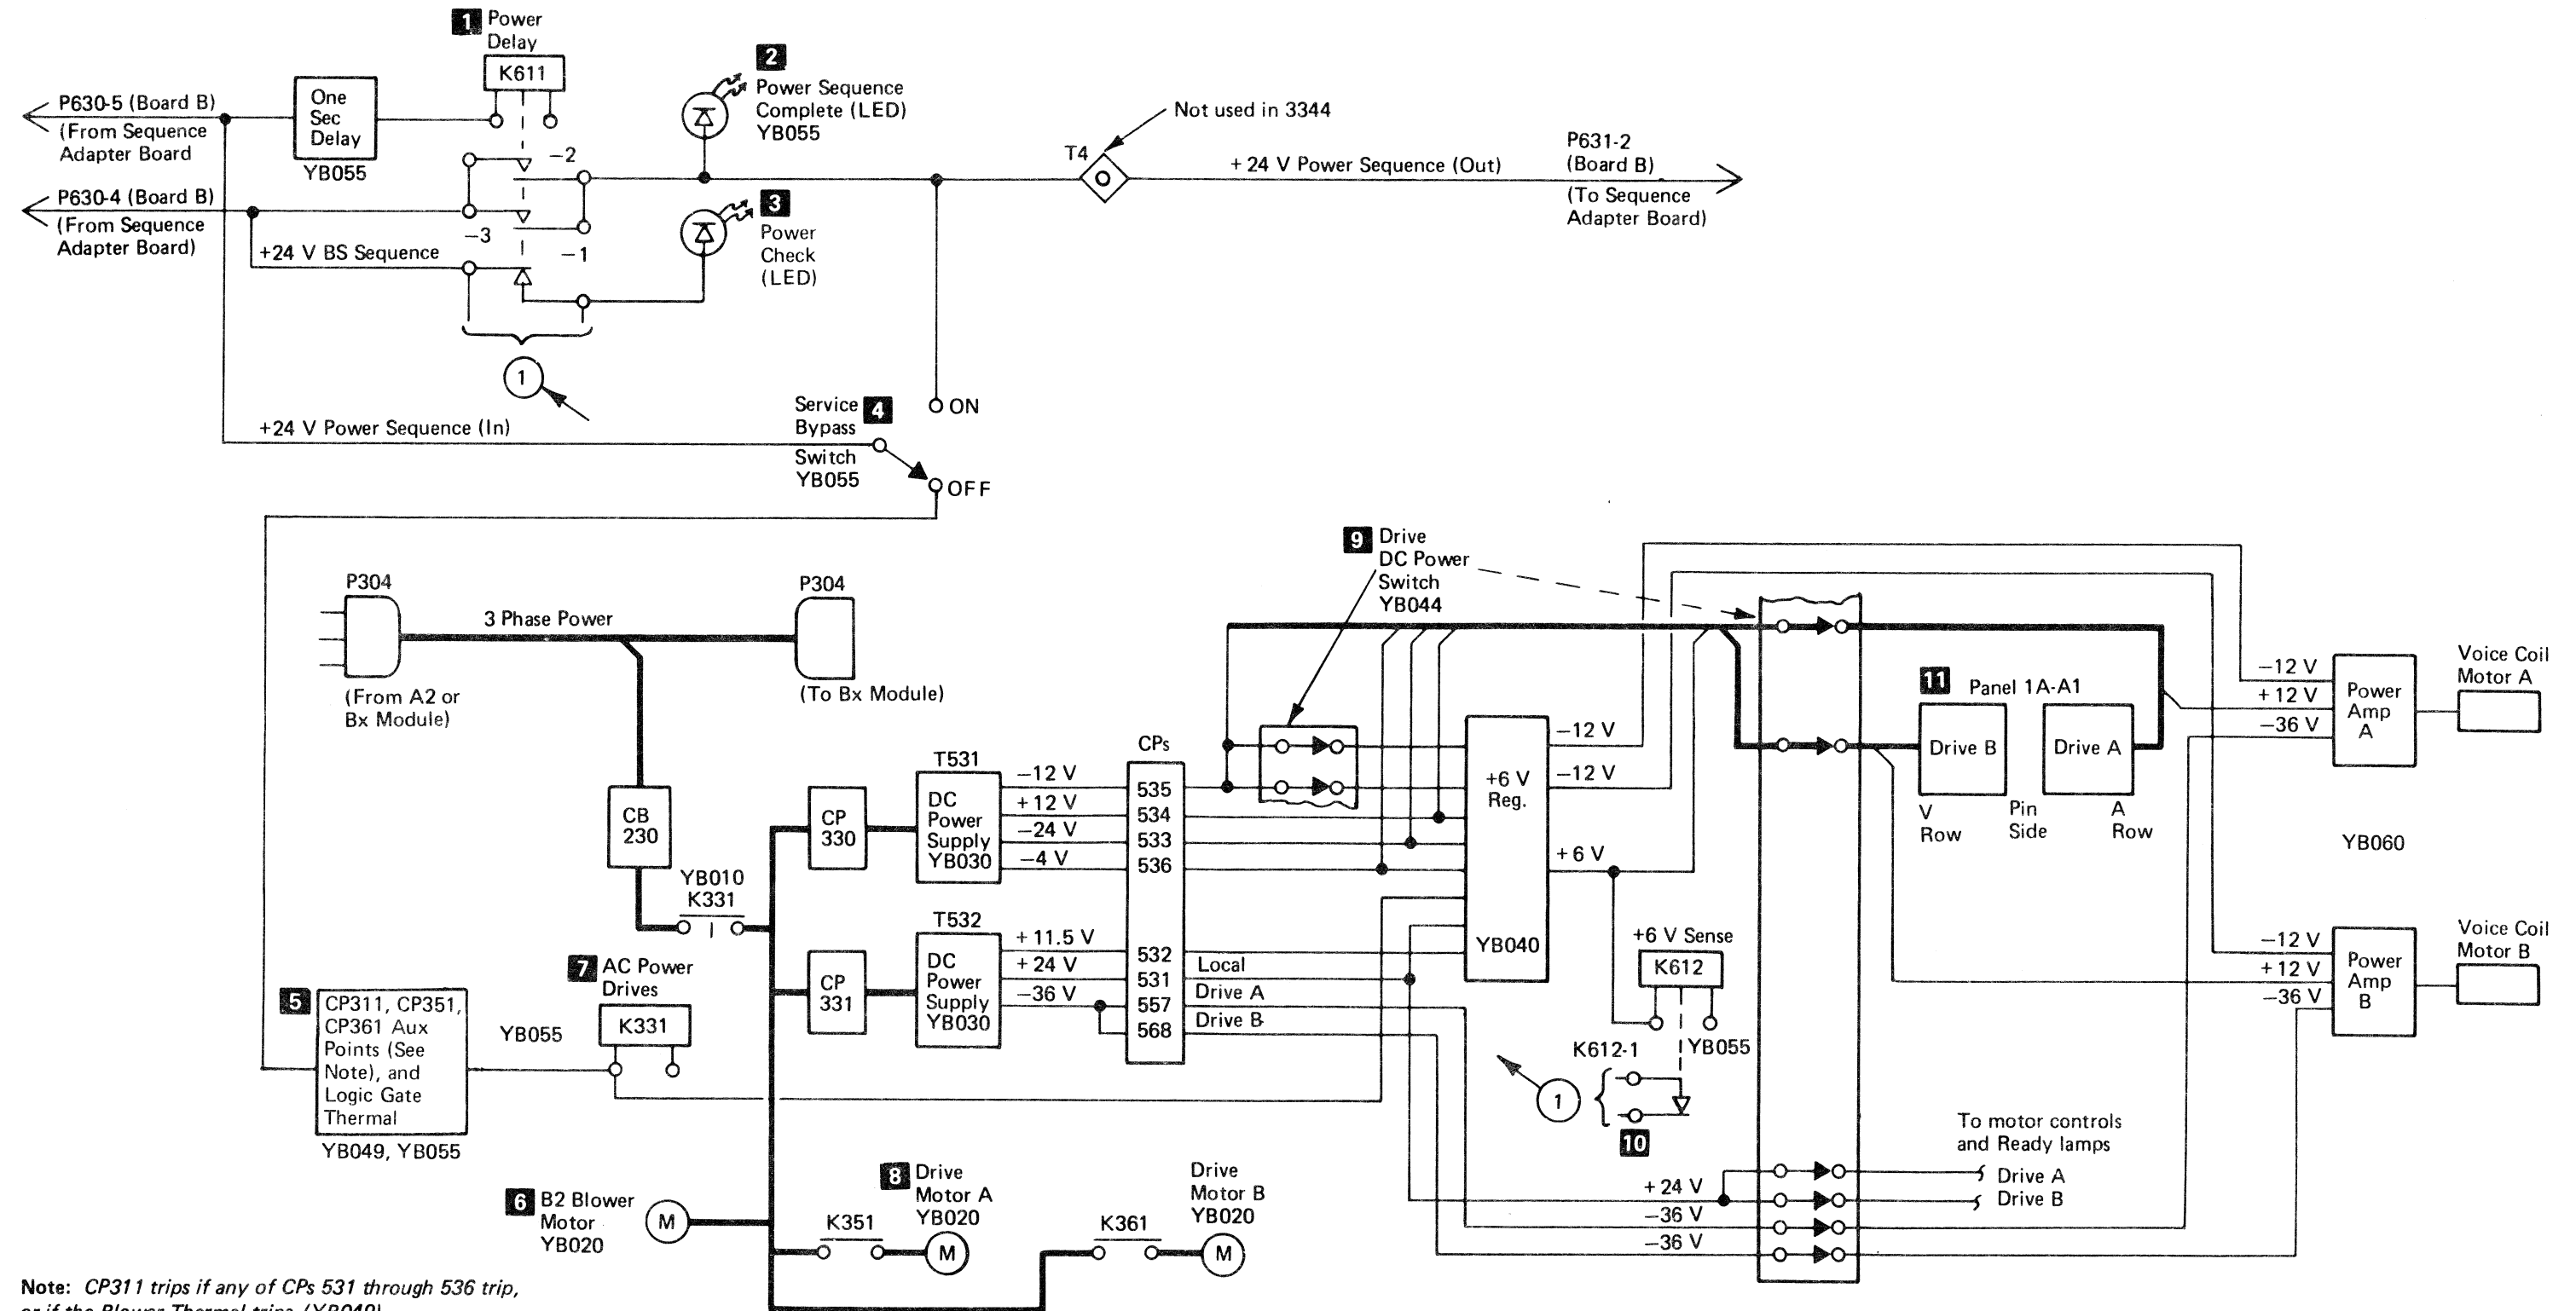 1 Power
Delay
K611
2
Power Sequence
Complete (LED)
YB055
P630-5 (Board B)
(From Sequence
Adapter Board
One
Sec
Delay
YB055
−2
Not used in 3344
T4
+ 24 V Power Sequence (Out)
P631-2
(Board B)
(To Sequence
Adapter Board)
P630-4 (Board B)
(From Sequence
Adapter Board)
+24 V BS Sequence
−3
−1
3
Power
Check
(LED)
1
Service 4
Bypass
Switch
YB055
ON
OFF
+24 V Power Sequence (In)
9 Drive
DC Power
Switch
YB044
P304
(From A2 or
Bx Module)
3 Phase Power
P304
(To Bx Module)
CB
230
YB010
K331
CP
330
T531
DC
Power
Supply
YB030
−12 V
+ 12 V
−24 V
−4 V
CPs
535
534
533
536
532
531
557
568
CP
331
T532
DC
Power
Supply
YB030
+ 11.5 V
+ 24 V
−36 V
Local
Drive A
Drive B
+6 V
Reg.
YB040
−12 V
−12 V
+ 6 V
+6 V Sense
K612
YB055
K612-1
1
10
11 Panel 1A-A1
Drive B
Drive A
V
Row
Pin
Side
A
Row
−12 V
+ 12 V
−36 V
Power
Amp
A
Voice Coil
Motor A
YB060
−12 V
+ 12 V
−36 V
Power
Amp
B
Voice Coil
Motor B
5
CP311, CP351,
CP361 Aux
Points (See
Note), and
Logic Gate
Thermal
YB049, YB055
7 AC Power
Drives
YB055
K331
6 B2 Blower
Motor
YB020
M
8 Drive
Motor A
YB020
K351
M
Drive
Motor B
YB020
K361
M
+ 24 V
−36 V
−36 V
To motor controls
and Ready lamps
Drive A
Drive B
Note: CP311 trips if any of CPs 531 through 536 trip,
or if the Blower Thermal trips. (YB049)